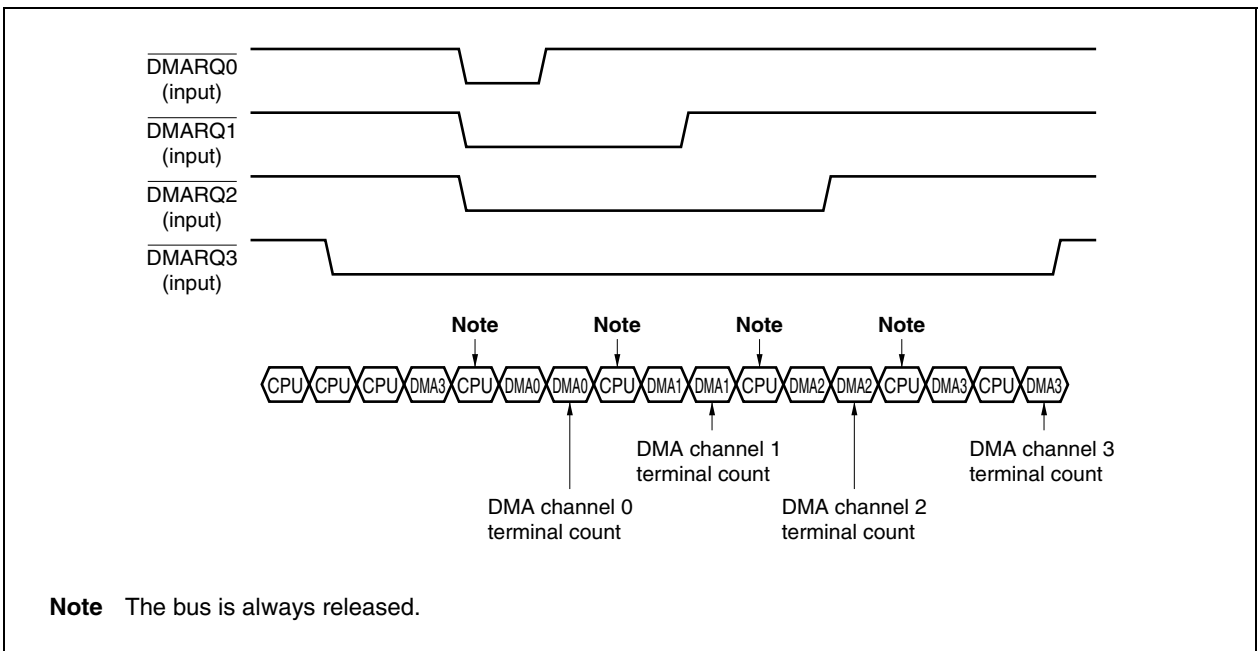 DMARQ0
(input)
DMARQ1
(input)
DMARQ2
(input)
DMARQ3
(input)
Note Note Note Note
CPU CPU CPU DMA3 CPU DMA0 DMA0 CPU DMA1 DMA1 CPU DMA2 DMA2 CPU DMA3 CPU DMA3
DMA channel 1
terminal count
DMA channel 3
terminal count
DMA channel 0
terminal count
DMA channel 2
terminal count
Note The bus is always released.